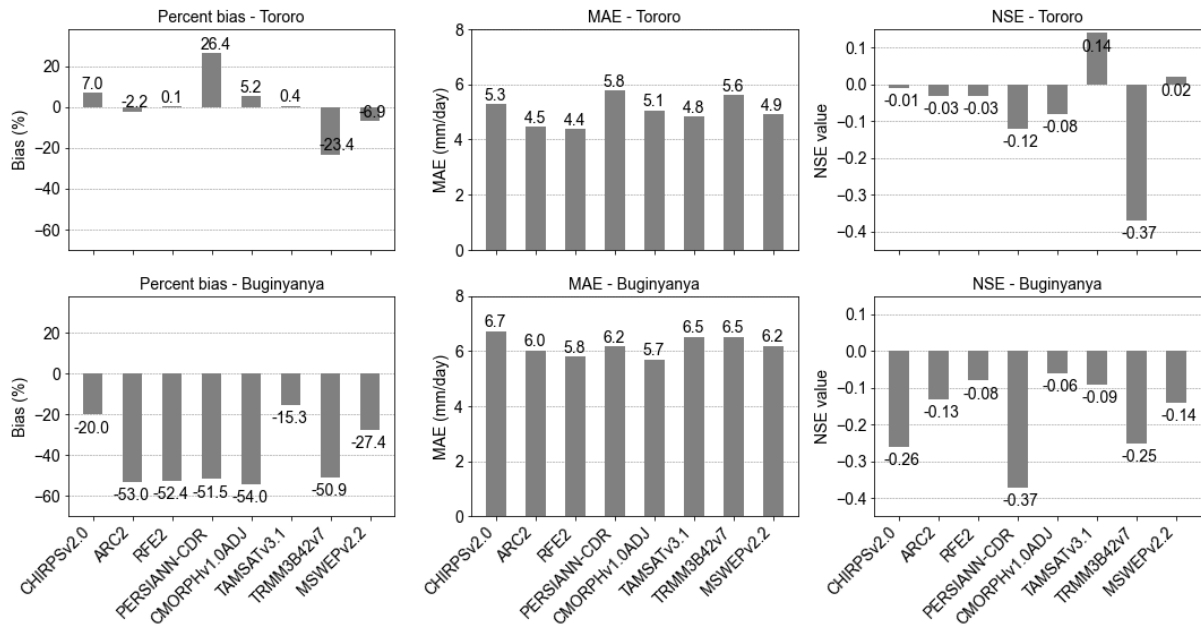 Percent bias - Tororo
Bias (%)
20
0
−20
−40
−60
7.0
-2.2
0.1
26.4
5.2
0.4
-23.4
-6.9
MAE - Tororo
MAE (mm/day)
8
6
4
2
0
5.3
4.5
4.4
5.8
5.1
4.8
5.6
4.9
NSE - Tororo
NSE value
0.1
0.0
−0.1
−0.2
−0.3
−0.4
-0.01
-0.03
-0.03
-0.12
-0.08
0.14
-0.37
0.02
Percent bias - Buginyanya
Bias (%)
20
0
−20
−40
−60
-20.0
-53.0
-52.4
-51.5
-54.0
-15.3
-50.9
-27.4
CHIRPSv2.0
ARC2
RFE2
PERSIANN-CDR
CMORPHv1.0ADJ
TAMSATv3.1
TRMM3B42v7
MSWEPv2.2
MAE - Buginyanya
MAE (mm/day)
8
6
4
2
0
6.7
6.0
5.8
6.2
5.7
6.5
6.5
6.2
CHIRPSv2.0
ARC2
RFE2
PERSIANN-CDR
CMORPHv1.0ADJ
TAMSATv3.1
TRMM3B42v7
MSWEPv2.2
NSE - Buginyanya
NSE value
0.1
0.0
−0.1
−0.2
−0.3
−0.4
-0.26
-0.13
-0.08
-0.37
-0.06
-0.09
-0.25
-0.14
CHIRPSv2.0
ARC2
RFE2
PERSIANN-CDR
CMORPHv1.0ADJ
TAMSATv3.1
TRMM3B42v7
MSWEPv2.2